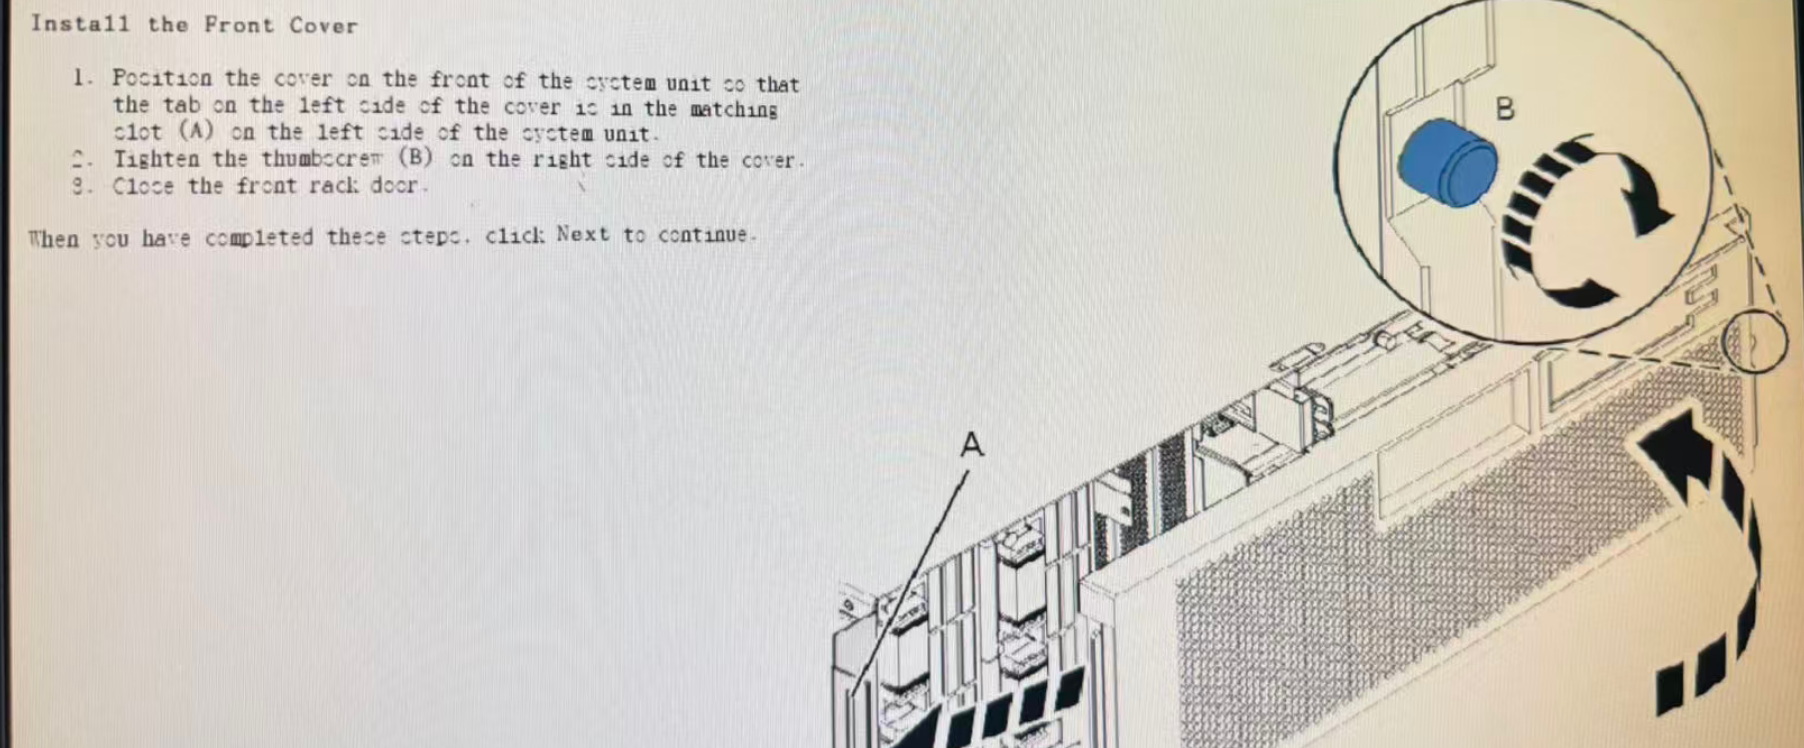 Install the Front Cover
1. Position the cover on the front of the system unit so that
the tab on the left side of the cover is in the matching
slot (A) on the left side of the system unit.
2. Tighten the thumbscrew (B) on the right side of the cover.
3. Close the front rack door.
When you have completed these steps, click Next to continue.
B
A